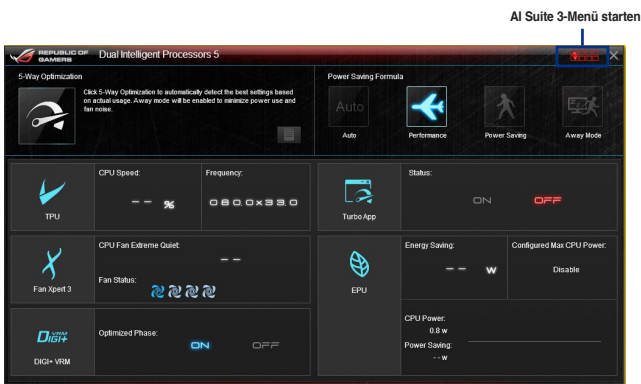 AI Suite 3-Menü starten
REPUBLIC OF GAMERS
Dual Intelligent Processors 5
5-Way Optimization
Click 5-Way Optimization to automatically detect the best settings based
on actual usage. Away mode will be enabled to minimize power use and
fan noise.
Power Saving Formula
Auto
Auto
Performance
Power Saving
Away Mode
TPU
CPU Speed:
-- %
Frequency:
080.0x33.0
Turbo App
Status:
ON OFF
Fan Xpert 3
CPU Fan Extreme Quiet:
--
Fan Status:
EPU
Energy Saving:
-- W
Configured Max CPU Power:
Disable
CPU Power:
0.8 w
Power Saving:
-- w
DIGI+ VRM
DIGI+ VRM
Optimized Phase:
ON OFF